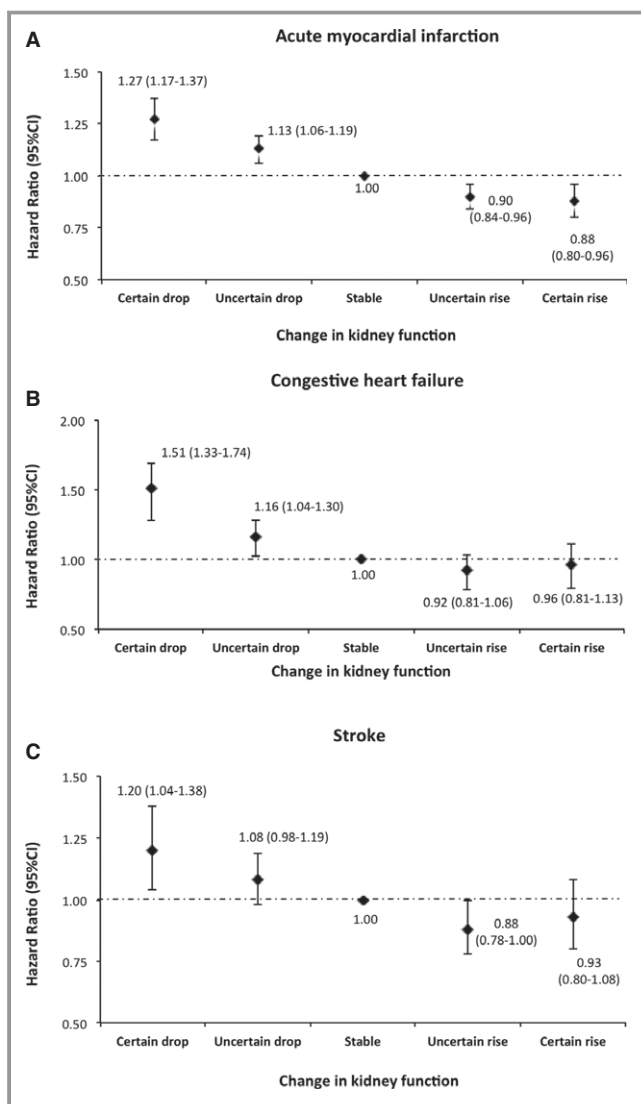 A
Acute myocardial infarction
Hazard Ratio (95%CI)
1.50
1.25
1.00
0.75
0.50
1.27 (1.17-1.37)
1.13 (1.06-1.19)
1.00
0.90
(0.84-0.96)
0.88
(0.80-0.96)
Certain drop Uncertain drop Stable Uncertain rise Certain rise
Change in kidney function
B
Congestive heart failure
Hazard Ratio (95%CI)
2.00
1.50
1.00
0.50
1.51 (1.33-1.74)
1.16 (1.04-1.30)
1.00
0.92 (0.81-1.06)
0.96 (0.81-1.13)
Certain drop Uncertain drop Stable Uncertain rise Certain rise
Change in kidney function
C
Stroke
Hazard Ratio (95%CI)
1.50
1.25
1.00
0.75
0.50
1.20 (1.04-1.38)
1.08 (0.98-1.19)
1.00
0.88
(0.78-1.00)
0.93
(0.80-1.08)
Certain drop Uncertain drop Stable Uncertain rise Certain rise
Change in kidney function